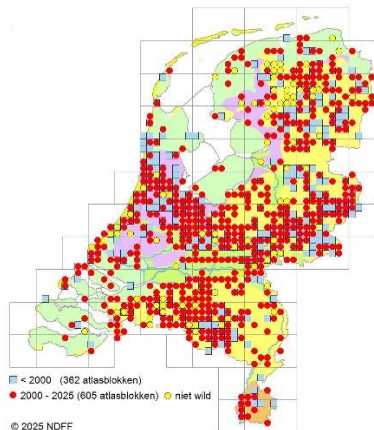 < 2000 (362 atlasblokken)
2000 - 2025 (605 atlasblokken) niet wild
© 2025 NDFF